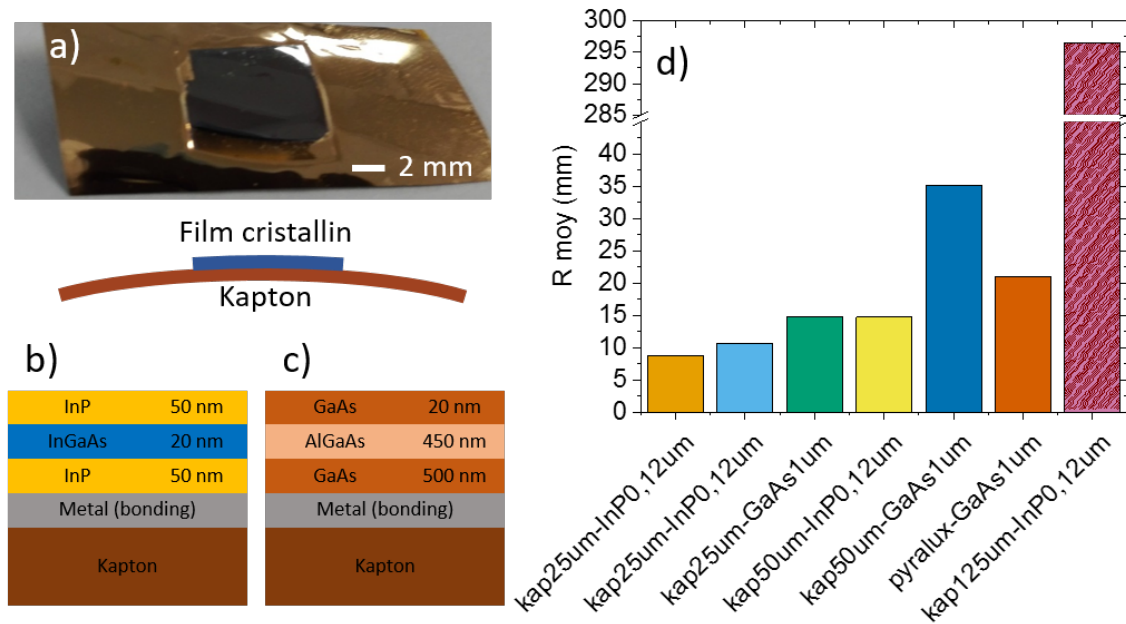 a)
2 mm
Film cristallin
Kapton
b)
InP 50 nm
InGaAs 20 nm
InP 50 nm
Metal (bonding)
Kapton
c)
GaAs 20 nm
AlGaAs 450 nm
GaAs 500 nm
Metal (bonding)
Kapton
d)
R moy (mm)
300
295
290
285
40
35
30
25
20
15
10
5
0
kap25um-InP0,12um
kap25um-InP0,12um
kap25um-GaAs1um
kap50um-InP0,12um
kap50um-GaAs1um
pyralux-GaAs1um
kap125um-InP0,12um